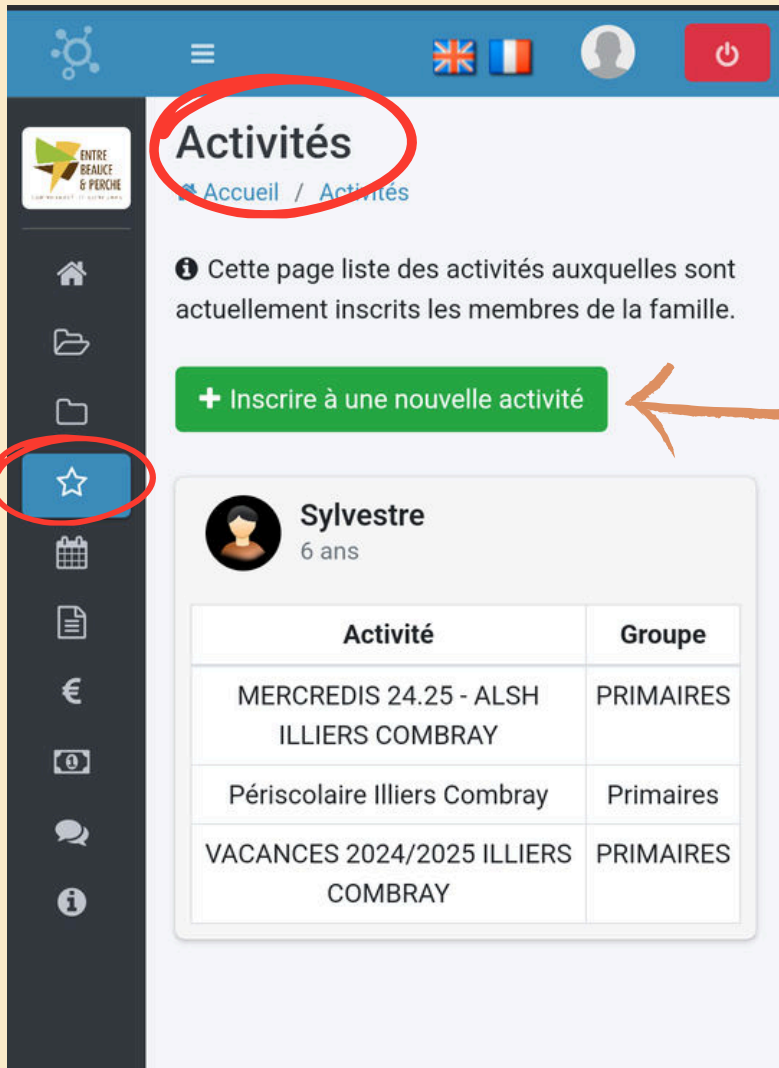 ENTRE
BEAUCE
& PERCHE
Activités
Accueil / Activités
Cette page liste des activités auxquelles sont
actuellement inscrits les membres de la famille.
+ Inscrire à une nouvelle activité
Sylvestre
6 ans
Activité Groupe
MERCREDIS 24.25 - ALSH PRIMAIRES
ILLIERS COMBRAY
Périscolaire Illiers Combray Primaires
VACANCES 2024/2025 ILLIERS PRIMAIRES
COMBRAY